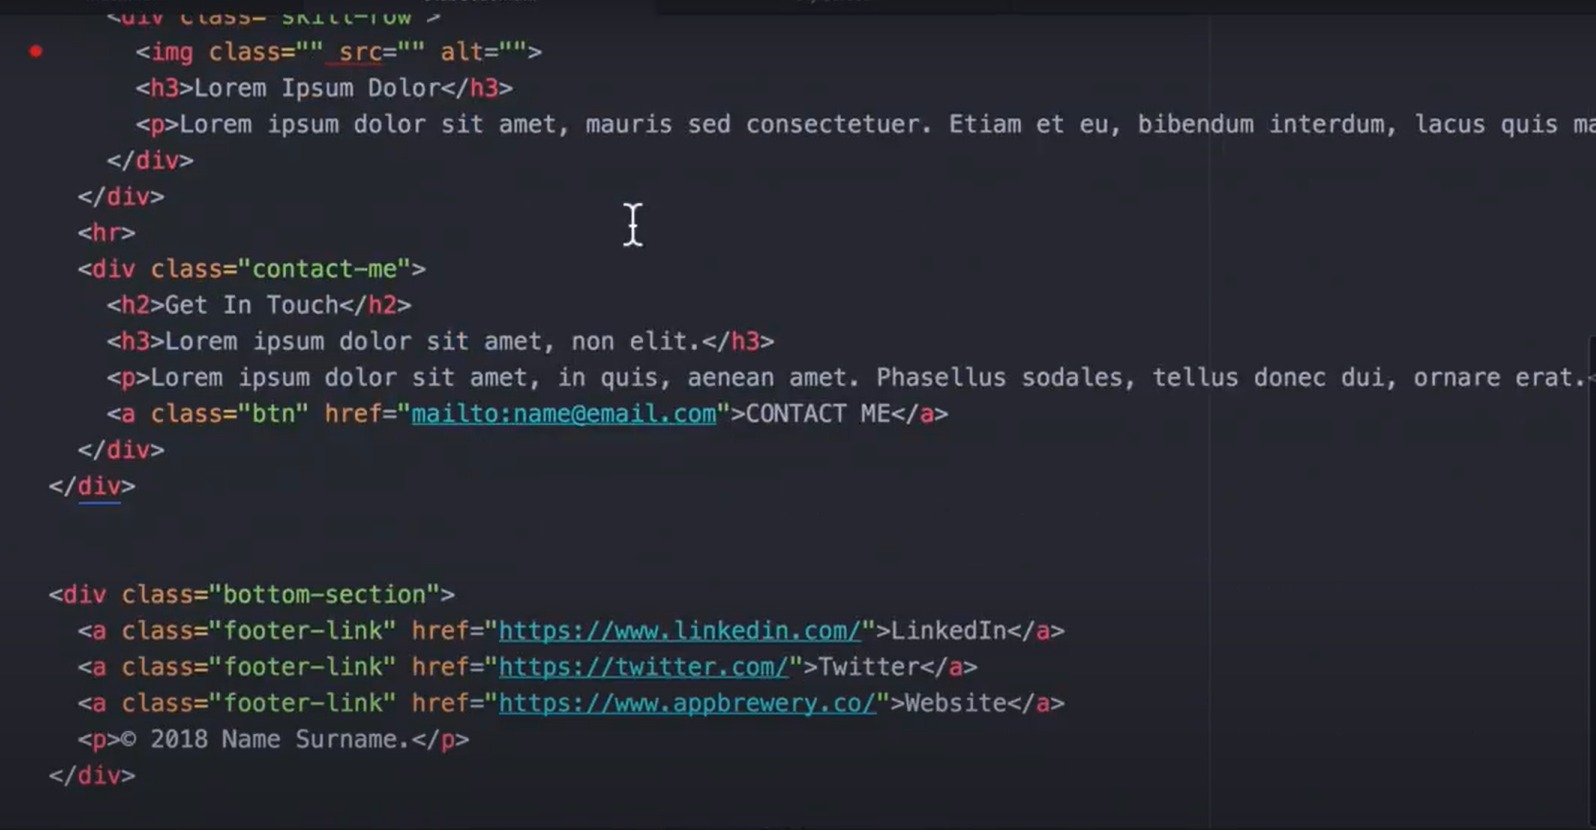 <div class="skill-row">
<img class="" src="" alt="">
<h3>Lorem Ipsum Dolor</h3>
<p>Lorem ipsum dolor sit amet, mauris sed consectetuer. Etiam et eu, bibendum interdum, lacus quis
</div>
</div>
<hr>
<div class="contact-me">
<h2>Get In Touch</h2>
<h3>Lorem ipsum dolor sit amet, non elit.</h3>
<p>Lorem ipsum dolor sit amet, in quis, aenean amet. Phasellus sodales, tellus donec dui, ornare erat.<
<a class="btn" href="mailto:name@email.com">CONTACT ME</a>
</div>
</div>
<div class="bottom-section">
<a class="footer-link" href="https://www.linkedin.com/">LinkedIn</a>
<a class="footer-link" href="https://twitter.com/">Twitter</a>
<a class="footer-link" href="https://www.appbrewery.co/">Website</a>
<p>© 2018 Name Surname.</p>
</div>